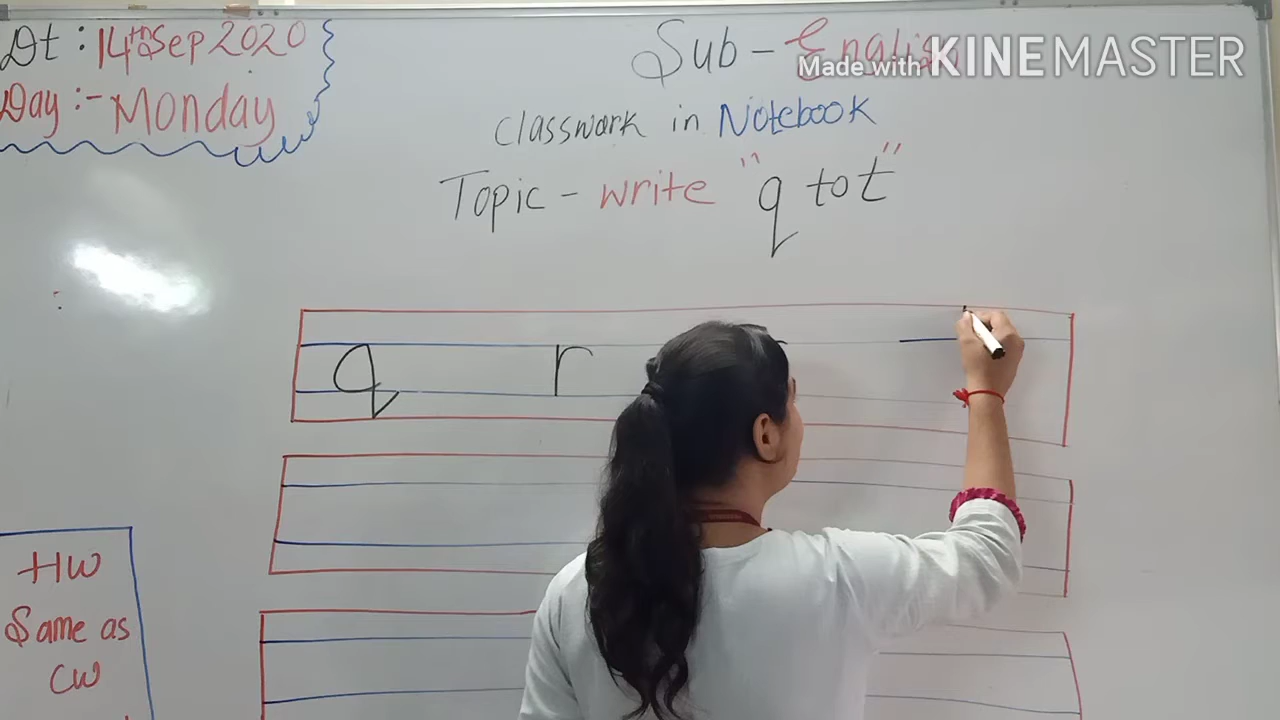 Dt : 14th Sep 2020
Day :- Monday
Sub - English
Made with KINEMASTER
Classwork in Notebook
Topic - write "q to t"
q r
HW
Same as
CW